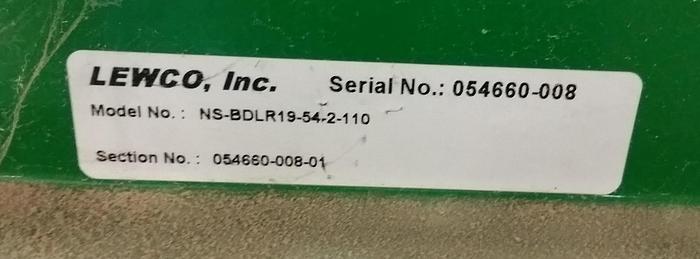 LEWCO, Inc. Serial No.: 054660-008
Model No. : NS-BDLR19-54-2-110
Section No. : 054660-008-01